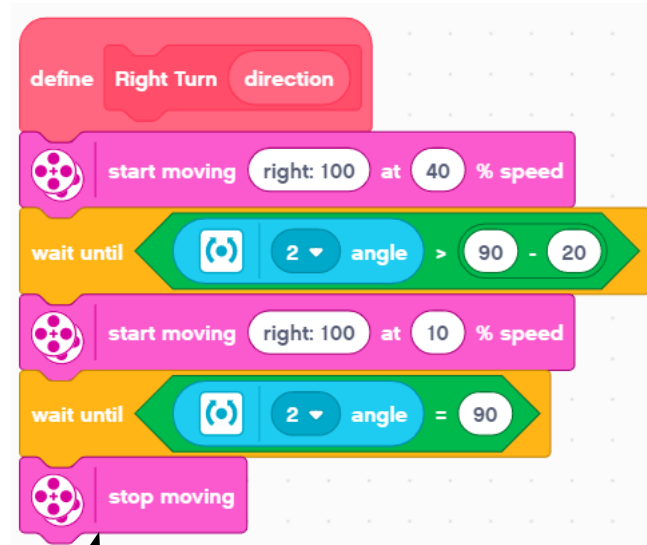 define Right Turn direction
start moving right: 100 at 40 % speed
wait until 2 angle > 90 - 20
start moving right: 100 at 10 % speed
wait until 2 angle = 90
stop moving